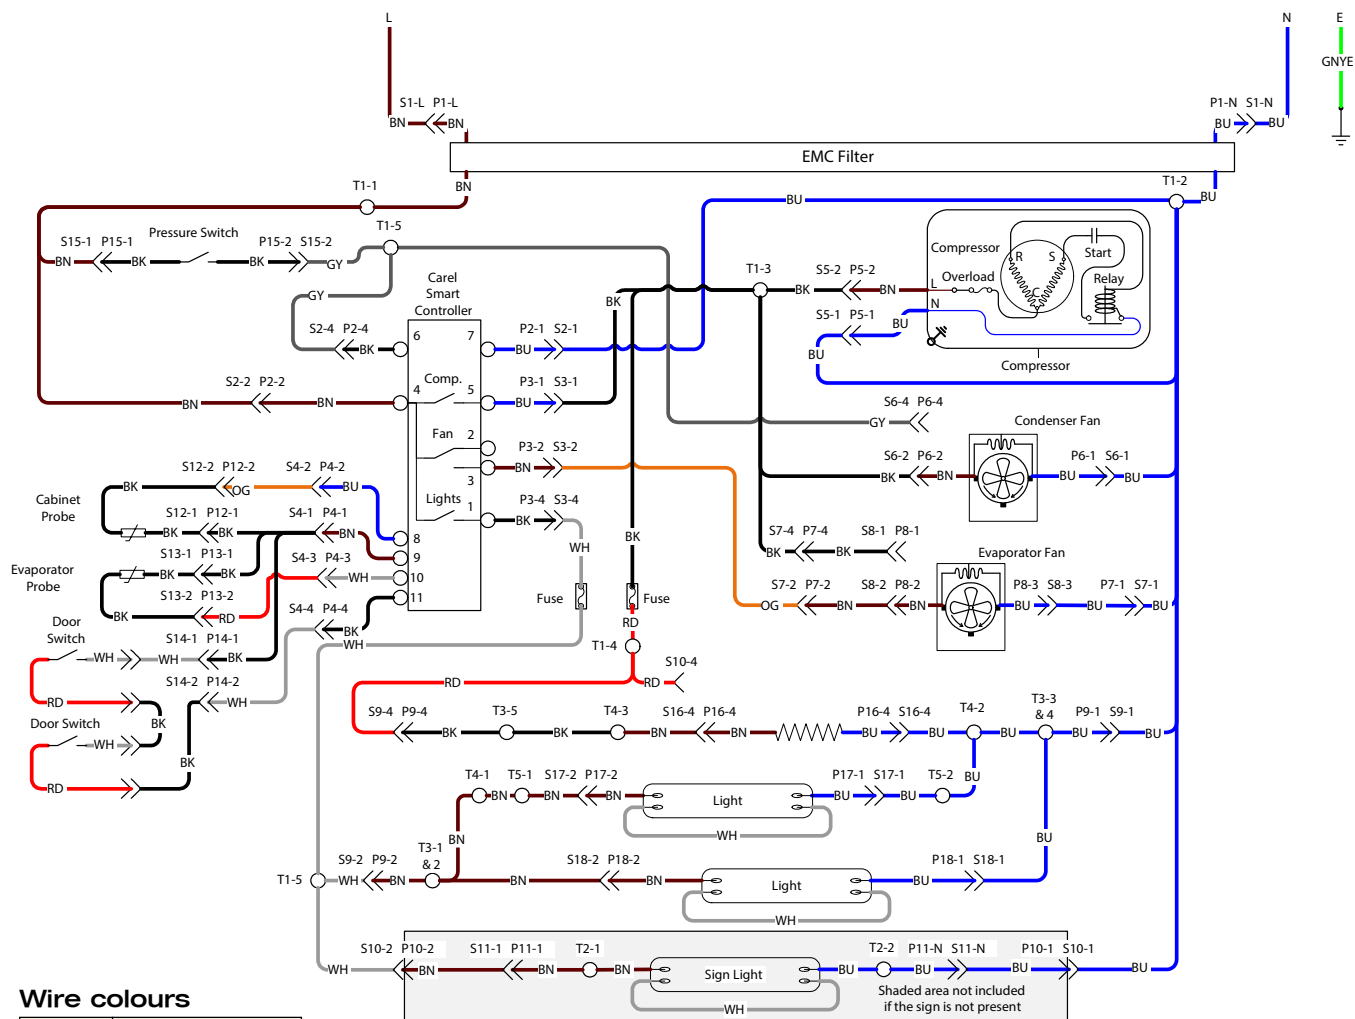 L
N
E
GNYE
S1-L P1-L
BN
BN
P1-N S1-N
BU
BU
EMC Filter
BN
T1-1
T1-2
BU
BU
T1-5
Pressure Switch
S15-1 P15-1
P15-2 S15-2
BN
BK
BK
GY
GY
Carel
Smart
Controller
S2-4 P2-4
BK
6
7
P2-1 S2-1
BU
BK
T1-3
BK
S5-2 P5-2
BN
L
N
Compressor
Overload
R
S
C
Start
Relay
S5-1 P5-1
BU
BU
Compressor
S2-2 P2-2
BN
BN
4
Comp.
5
P3-1 S3-1
BU
Fan
2
3
P3-2 S3-2
BN
Lights
1
P3-4 S3-4
BK
WH
S6-4 P6-4
GY
Condenser Fan
S6-2 P6-2
BK
BN
P6-1 S6-1
BU
BU
S7-4 P7-4
S8-1 P8-1
BK
BK
Evaporator Fan
S7-2 P7-2
S8-2 P8-2
OG
BN
BN
P8-3 S8-3
P7-1 S7-1
BU
BU
BU
S12-2 P12-2
S4-2 P4-2
BK
OG
BU
Cabinet
Probe
S12-1 P12-1
S4-1 P4-1
BK
BK
BN
8
9
10
11
S13-1 P13-1
S4-3 P4-3
Evaporator
Probe
BK
BK
WH
S13-2 P13-2
BK
RD
S4-4 P4-4
BK
WH
Door
Switch
S14-1 P14-1
WH
WH
BK
S14-2 P14-2
RD
WH
BK
Door Switch
WH
BK
RD
BK
Fuse
Fuse
RD
T1-4
RD
RD
S10-4
S9-4 P9-4
T3-5
T4-3
S16-4 P16-4
BK
BK
BN
BN
P16-4 S16-4
BU
BU
T4-2
BU
T3-3
& 4
P9-1 S9-1
BU
BU
BU
T4-1 T5-1 S17-2 P17-2
BN
BN
BN
Light
P17-1 S17-1 T5-2
BU
BU
WH
BN
BU
T1-5
S9-2 P9-2
WH
BN
T3-1
& 2
BN
S18-2 P18-2
BN
Light
P18-1 S18-1
BU
BU
WH
S10-2 P10-2
S11-1 P11-1
T2-1
WH
BN
BN
BN
Sign Light
T2-2
P11-N S11-N
P10-1 S10-1
BU
BU
BU
BU
WH
Shaded area not included
if the sign is not present
Wire colours